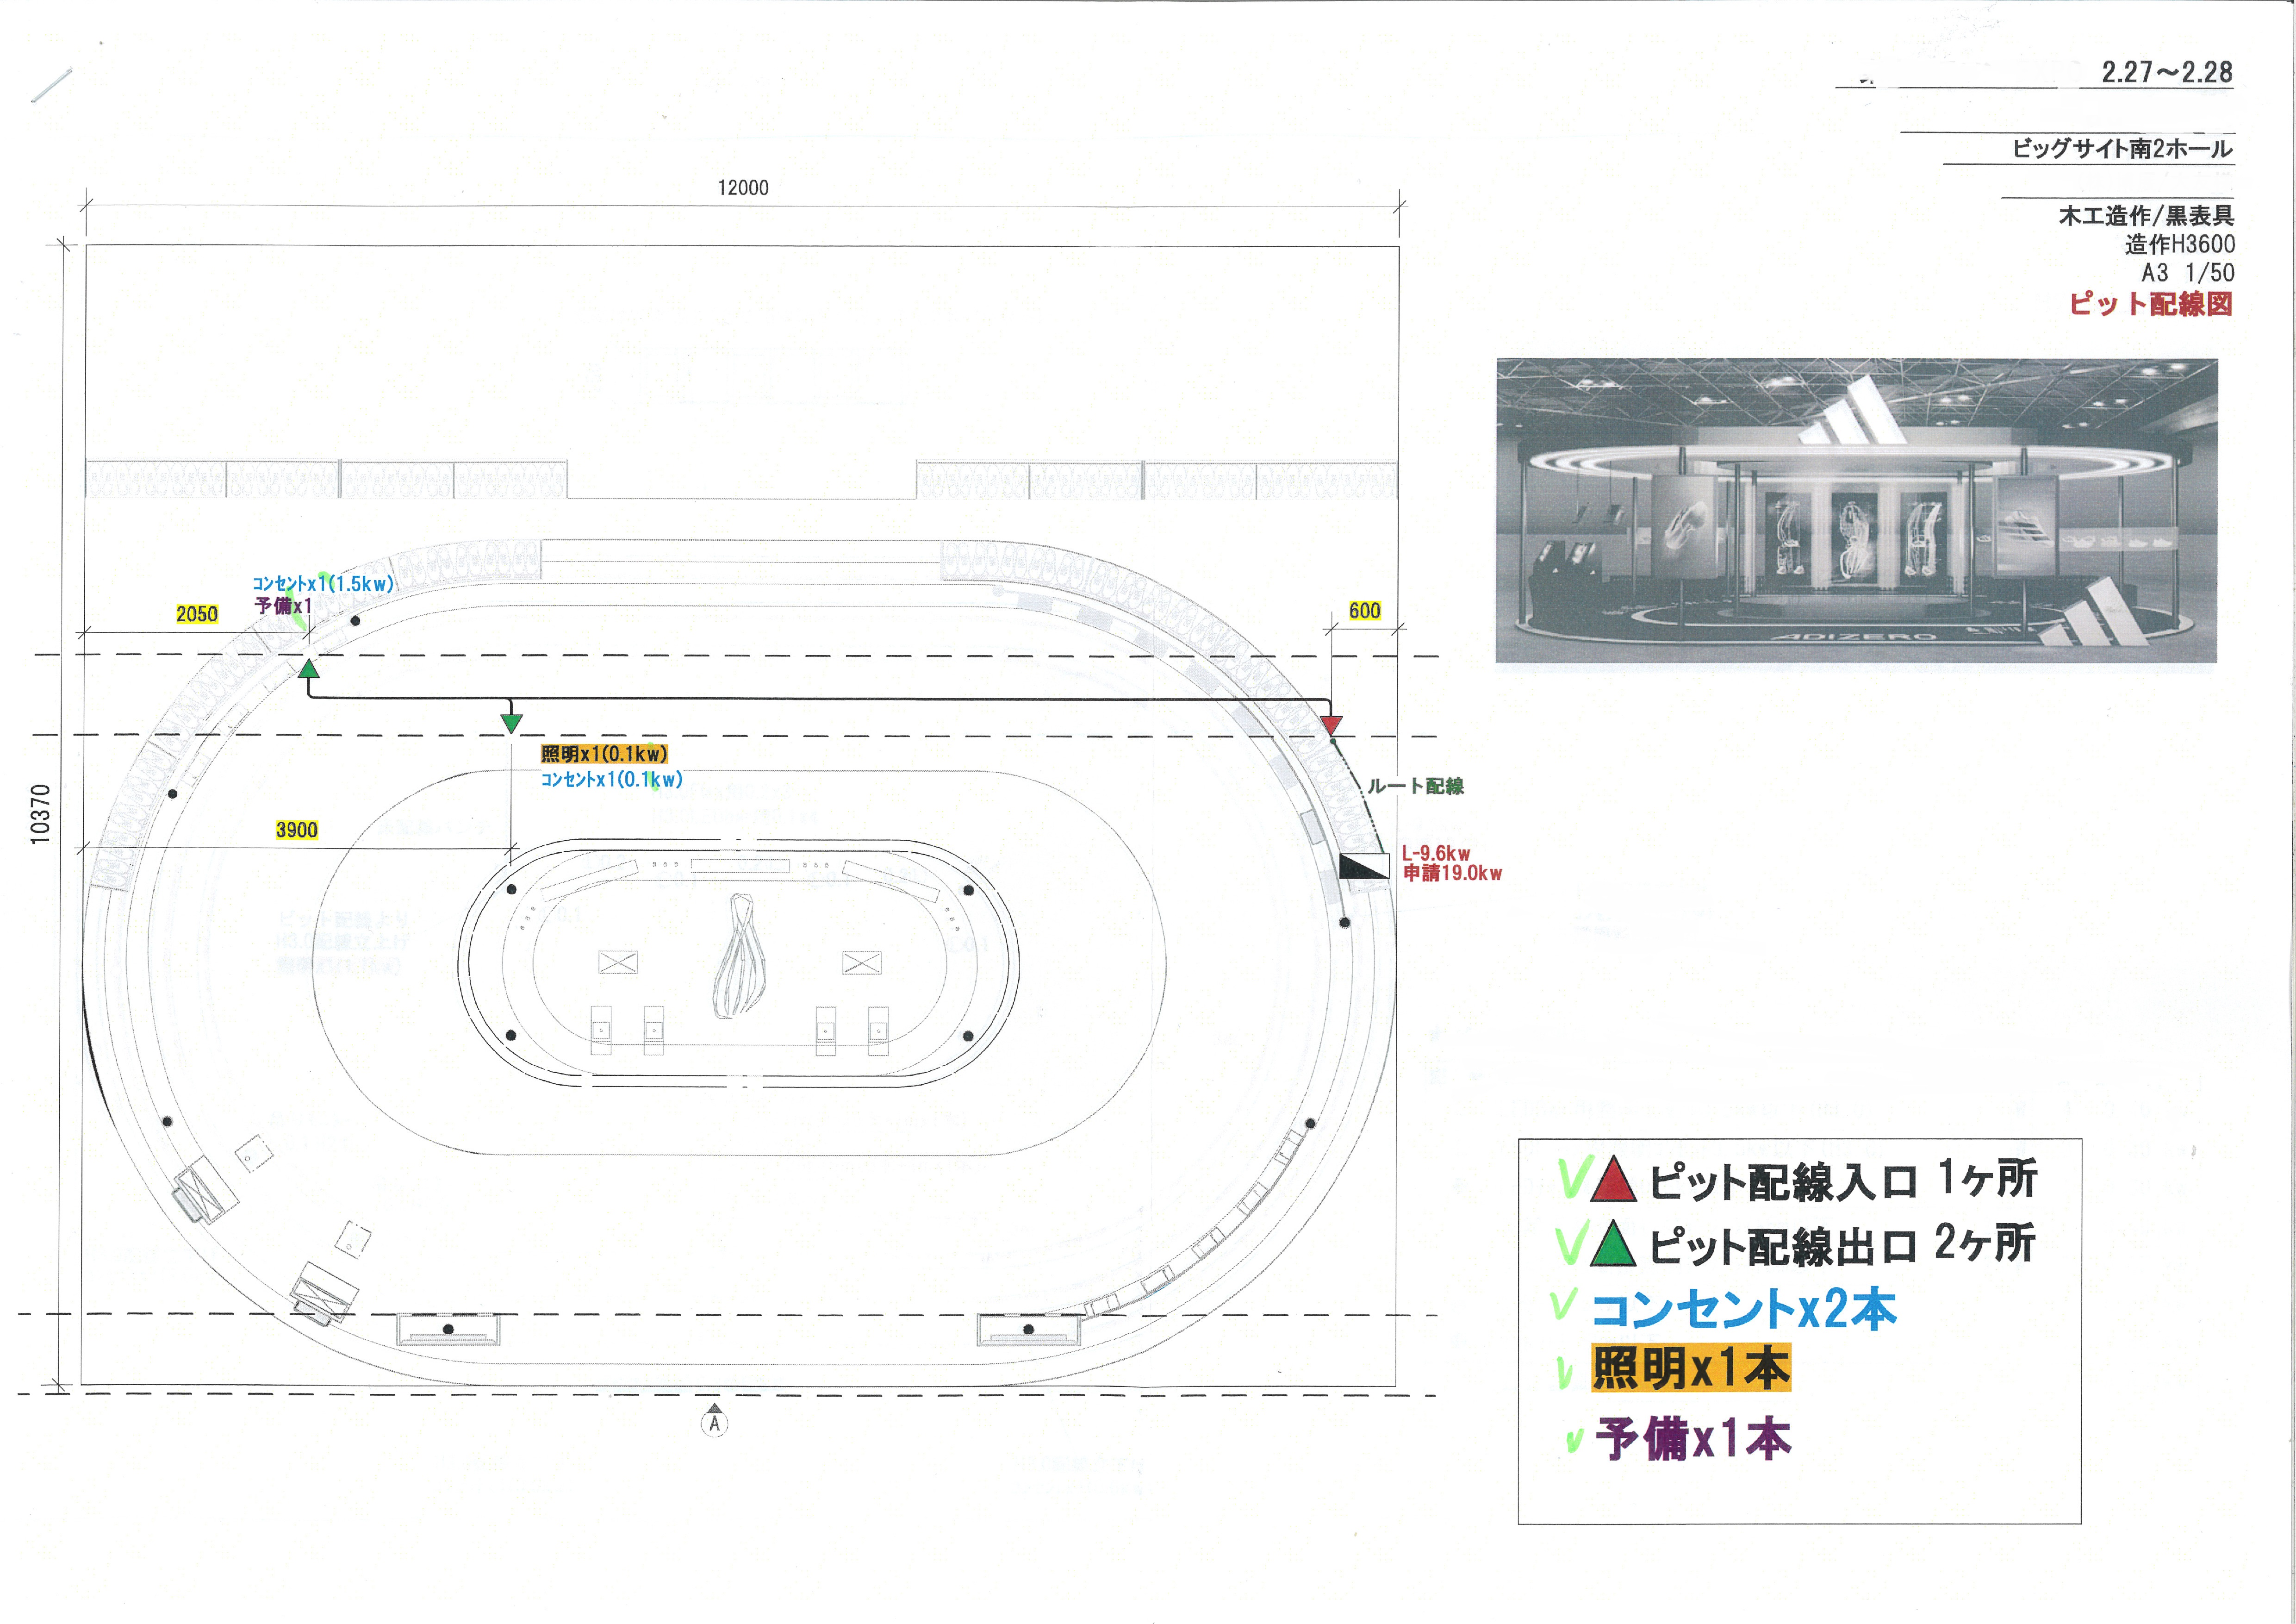 2.27～2.28
ビッグサイト南2ホール
木工造作/黒表具
造作H3600
A3 1/50
ピット配線図
12000
10370
コンセントx1(1.5kw)
予備x1
2050
600
照明x1(0.1kw)
コンセントx1(0.1kw)
3900
ルート配線
L-9.6kw
申請19.0kw
ADIZERO
A
ピット配線入口 1ヶ所
ピット配線出口 2ヶ所
コンセントx2本
照明x1本
予備x1本